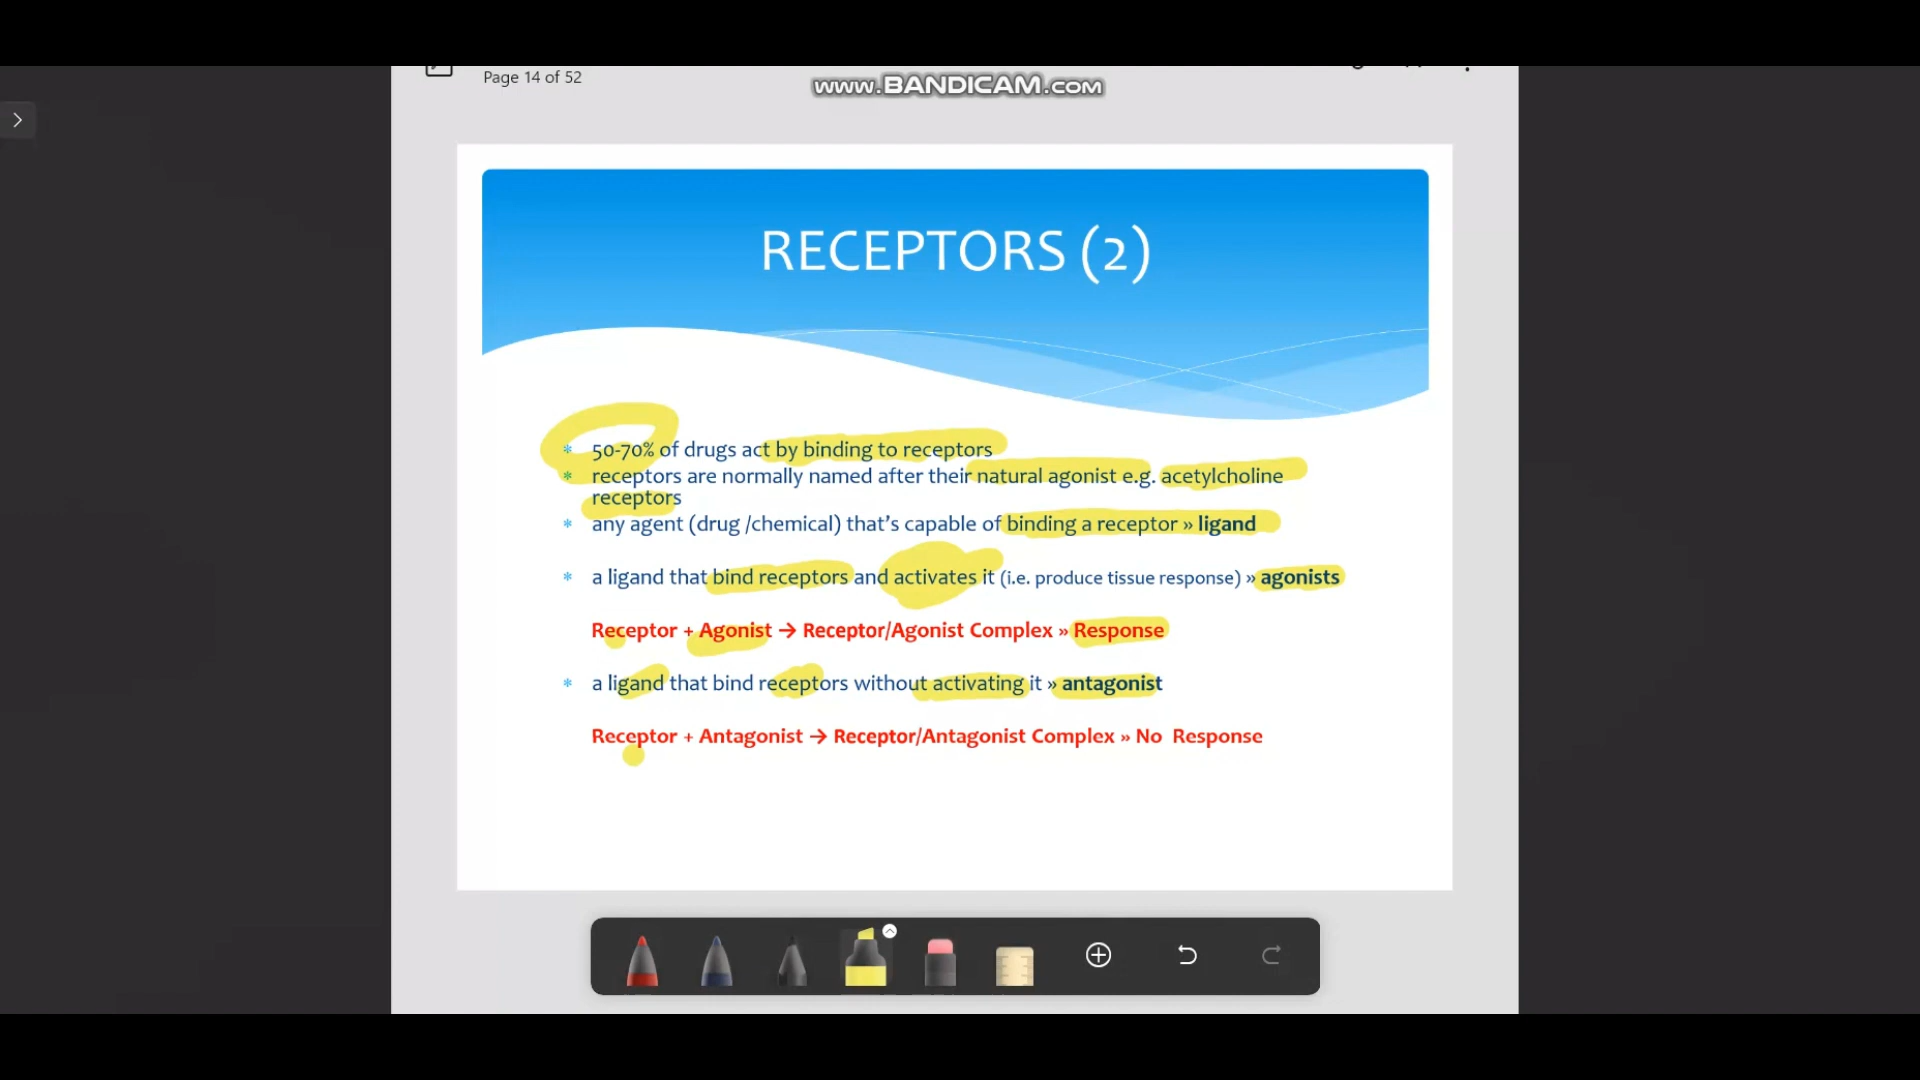 Page 14 of 52
www.BANDICAM.com
RECEPTORS (2)
* 50-70% of drugs act by binding to receptors
* receptors are normally named after their natural agonist e.g. acetylcholine
receptors
* any agent (drug /chemical) that's capable of binding a receptor » ligand
* a ligand that bind receptors and activates it (i.e. produce tissue response) » agonists
Receptor + Agonist → Receptor/Agonist Complex » Response
* a ligand that bind receptors without activating it » antagonist
Receptor + Antagonist → Receptor/Antagonist Complex » No Response